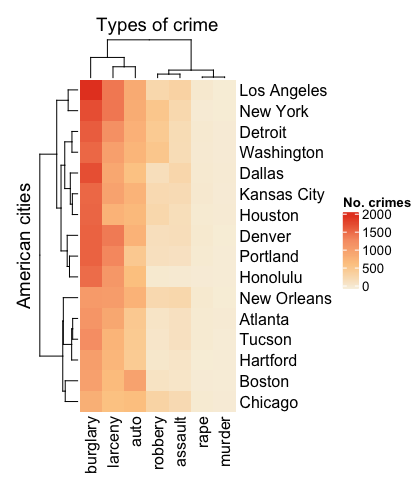 Types of crime
American cities
Los Angeles
New York
Detroit
Washington
Dallas
Kansas City
Houston
Denver
Portland
Honolulu
New Orleans
Atlanta
Tucson
Hartford
Boston
Chicago
No. crimes
2000
1500
1000
500
0
burglary
larceny
auto
robbery
assault
rape
murder